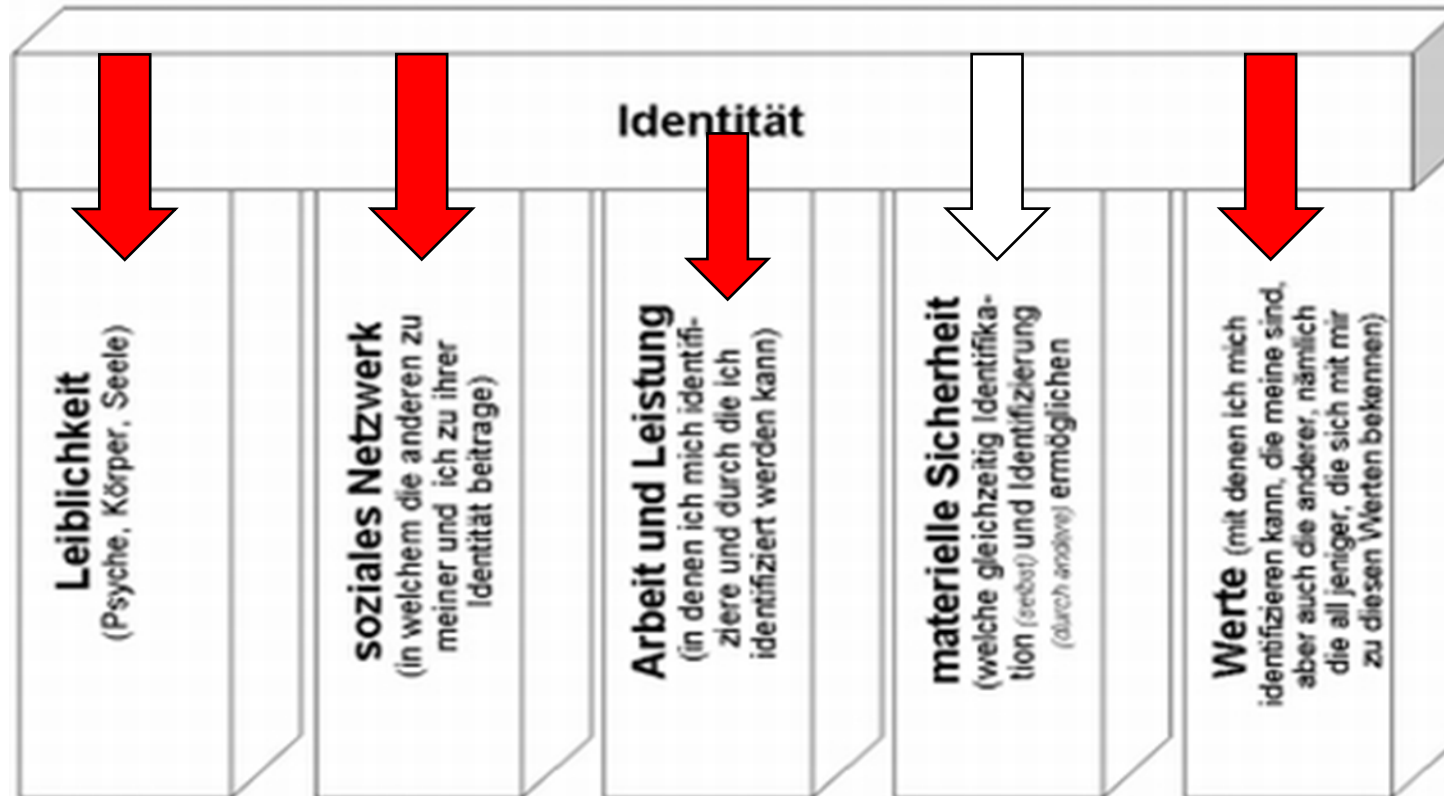 Identität
Leiblichkeit
(Psyche, Körper, Seele)
soziales Netzwerk
(in welchem die anderen zu
meiner und ich zu ihrer
Identität beitrage)
Arbeit und Leistung
(in denen ich mich identifi-
ziere und durch die ich
identifiziert werden kann)
materielle Sicherheit
(welche gleichzeitig Identifika-
tion (selbst) und Identifizierung
(durch andere) ermöglichen
Werte (mit denen ich mich
identifizieren kann, die meine sind,
aber auch die anderer, nämlich
die all jeniger, die sich mit mir
zu diesen Werten bekennen)